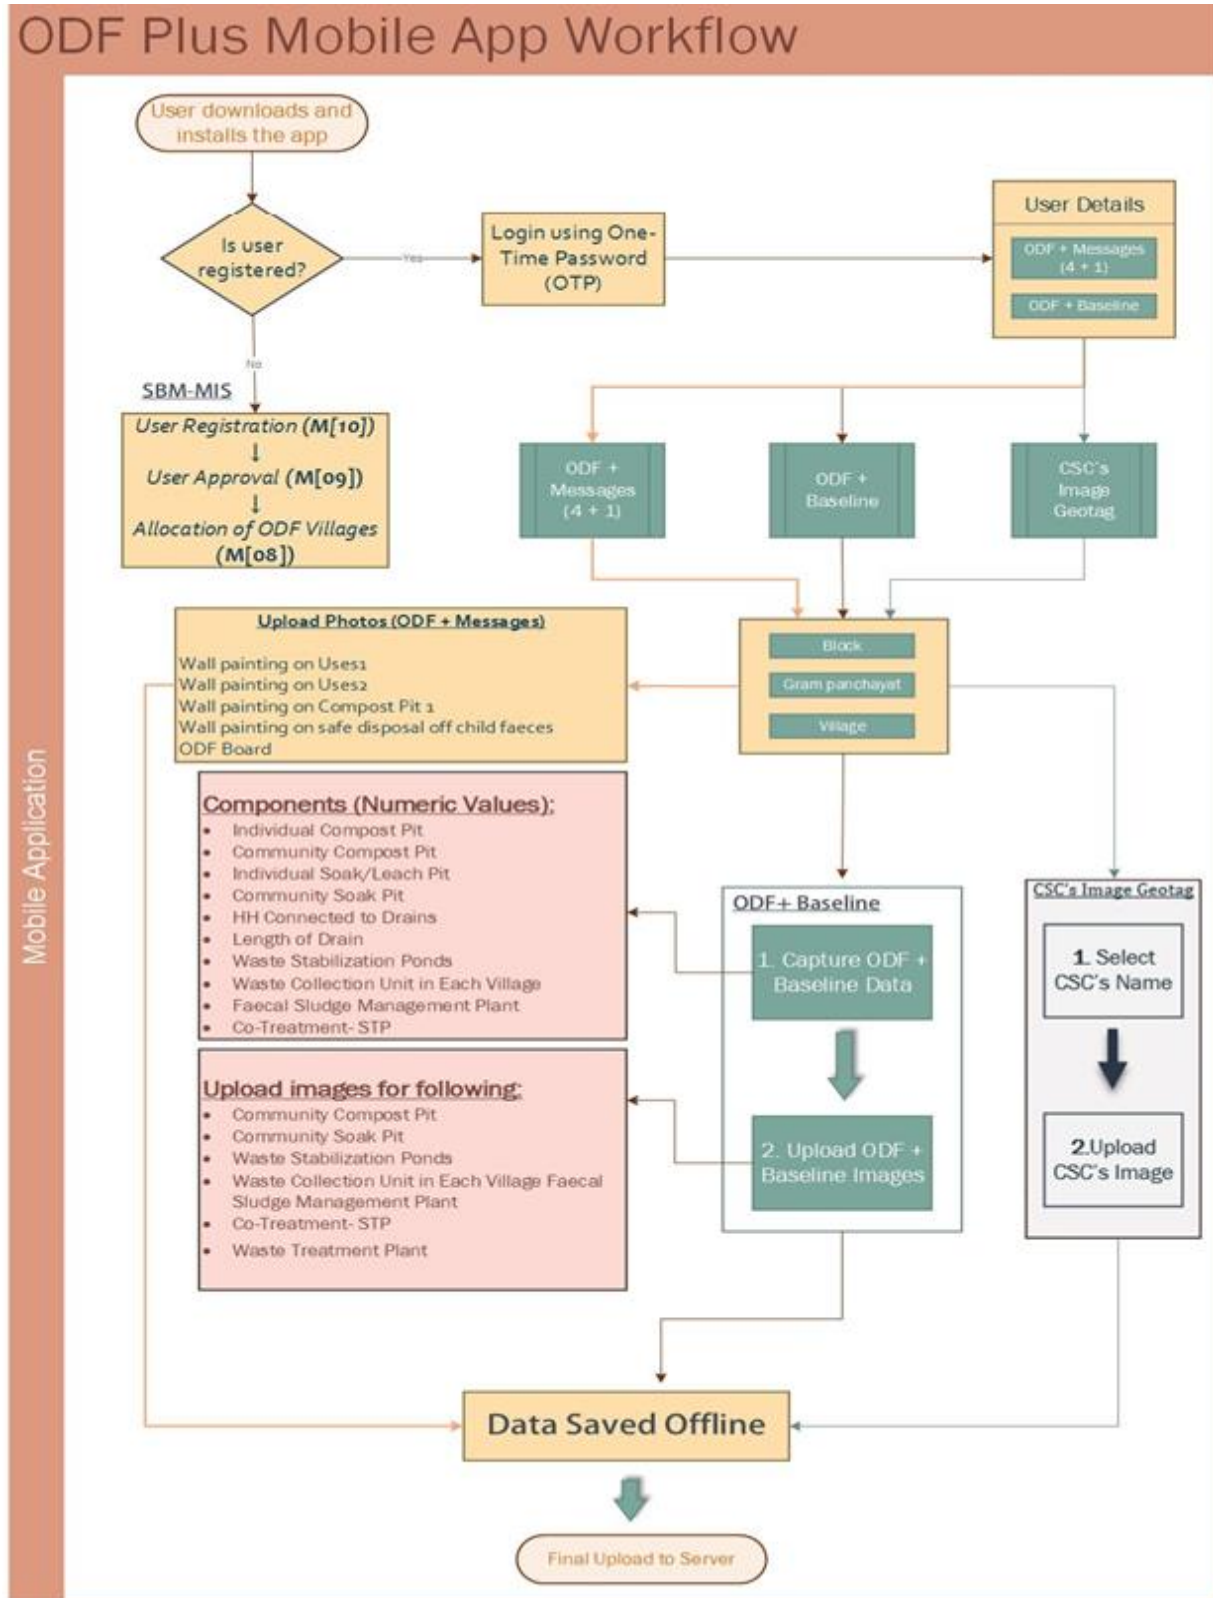 ODF Plus Mobile App Workflow
Mobile Application
User downloads and
installs the app
Is user
registered?
Yes
Login using One-
Time Password
(OTP)
User Details
ODF + Messages
(4 + 1)
ODF + Baseline
No
SBM-MIS
User Registration (M[10])
↓
User Approval (M[09])
↓
Allocation of ODF Villages
(M[08])
ODF +
Messages
(4 + 1)
ODF +
Baseline
CSC's
Image
Geotag
Block
Gram panchayat
Village
Upload Photos (ODF + Messages)
Wall painting on Uses1
Wall painting on Uses2
Wall painting on Compost Pit 1
Wall painting on safe disposal off child faeces
ODF Board
Components (Numeric Values):
• Individual Compost Pit
• Community Compost Pit
• Individual Soak/Leach Pit
• Community Soak Pit
• HH Connected to Drains
• Length of Drain
• Waste Stabilization Ponds
• Waste Collection Unit in Each Village
• Faecal Sludge Management Plant
• Co-Treatment- STP
Upload images for following:
• Community Compost Pit
• Community Soak Pit
• Waste Stabilization Ponds
• Waste Collection Unit in Each Village Faecal
Sludge Management Plant
• Co-Treatment- STP
• Waste Treatment Plant
ODF+ Baseline
1. Capture ODF +
Baseline Data
2. Upload ODF +
Baseline Images
CSC's Image Geotag
1. Select
CSC's Name
2.Upload
CSC's Image
Data Saved Offline
Final Upload to Server